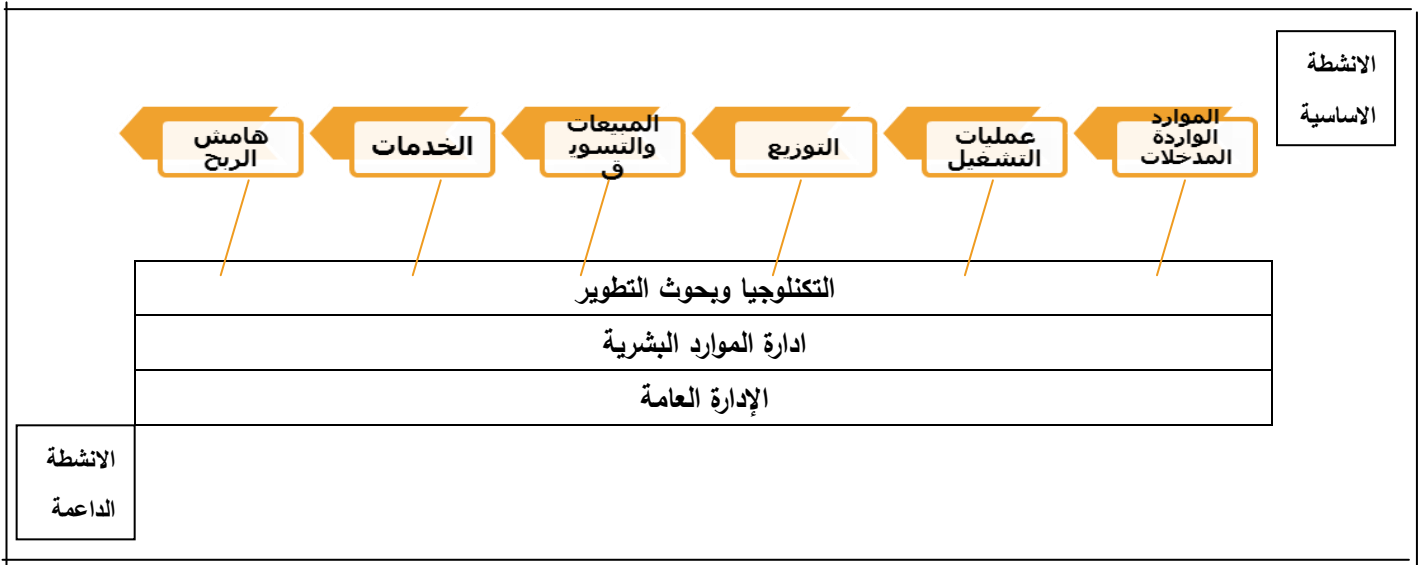 الانشطة
الاساسية
الموارد
الواردة
المدخلات
عمليات
التشغيل
التوزيع
المبيعات
والتسوي
ق
الخدمات
هامش
الربح
التكنلوجيا وبحوث التطوير
ادارة الموارد البشرية
الإدارة العامة
الانشطة
الداعمة